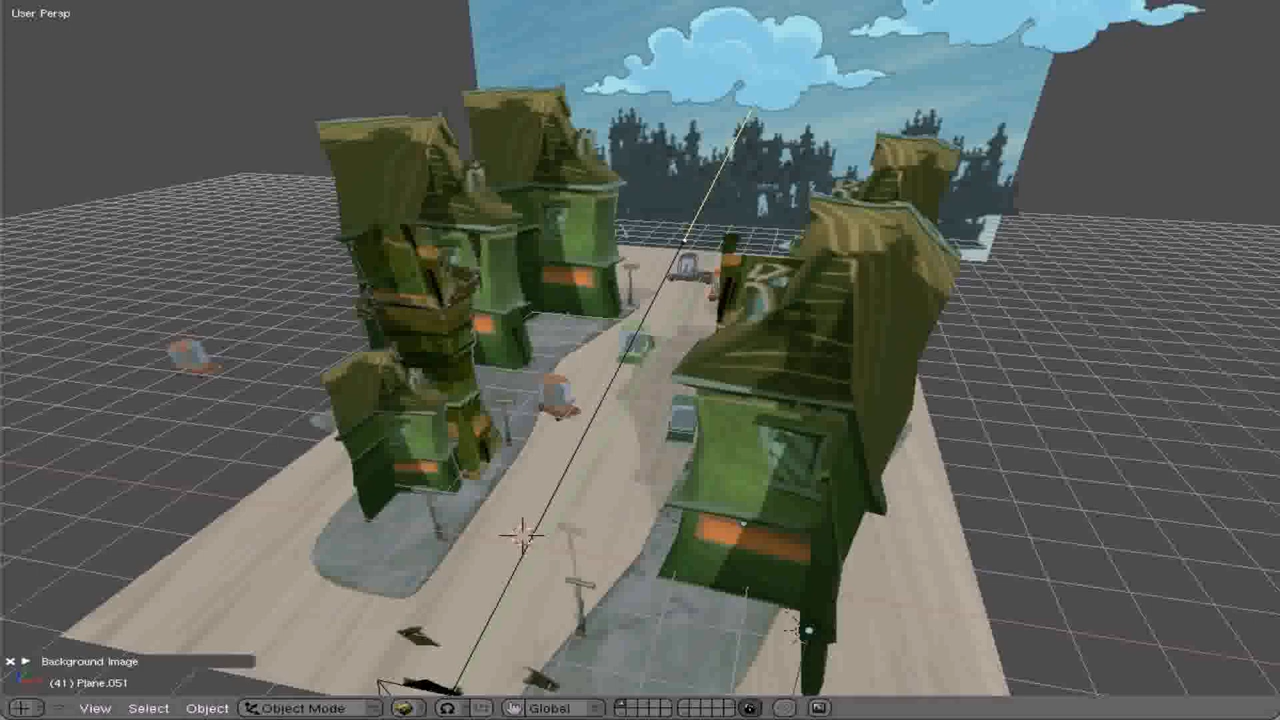 User Persp
Background Image
(41) Plane.051
View Select Object Object Mode Global